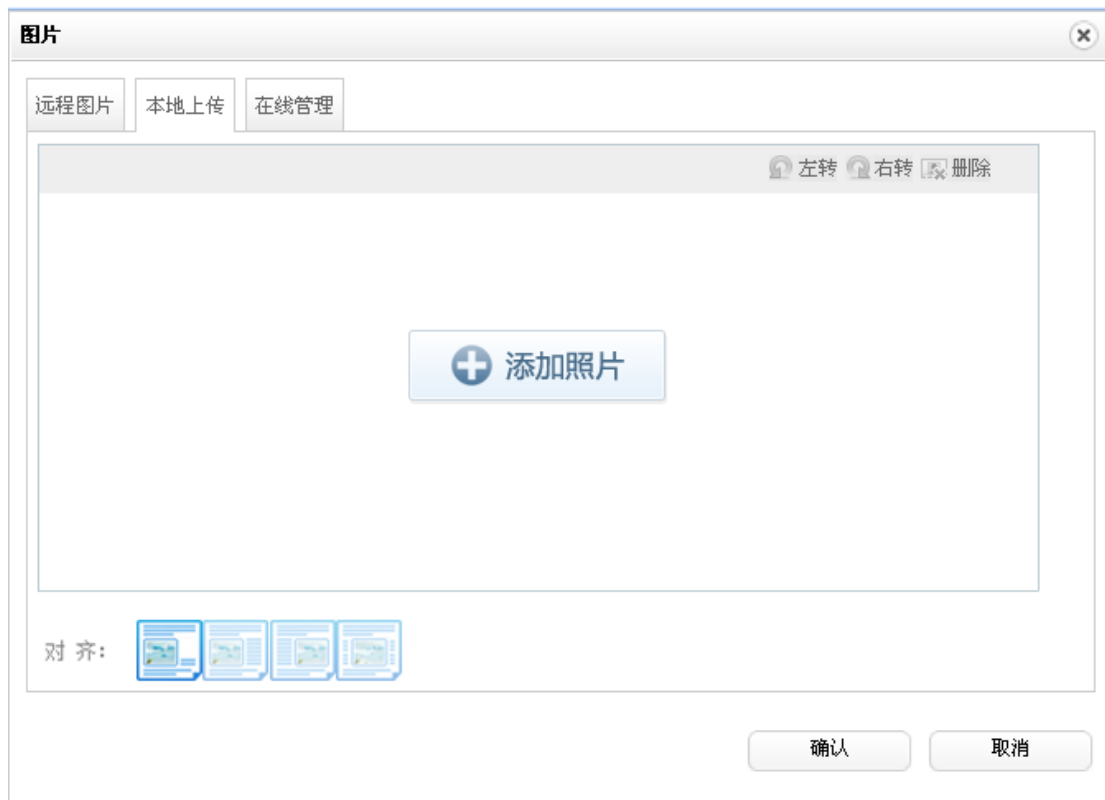 图片
远程图片 本地上传 在线管理
左转 右转 删除
添加照片
对 齐：
确认 取消